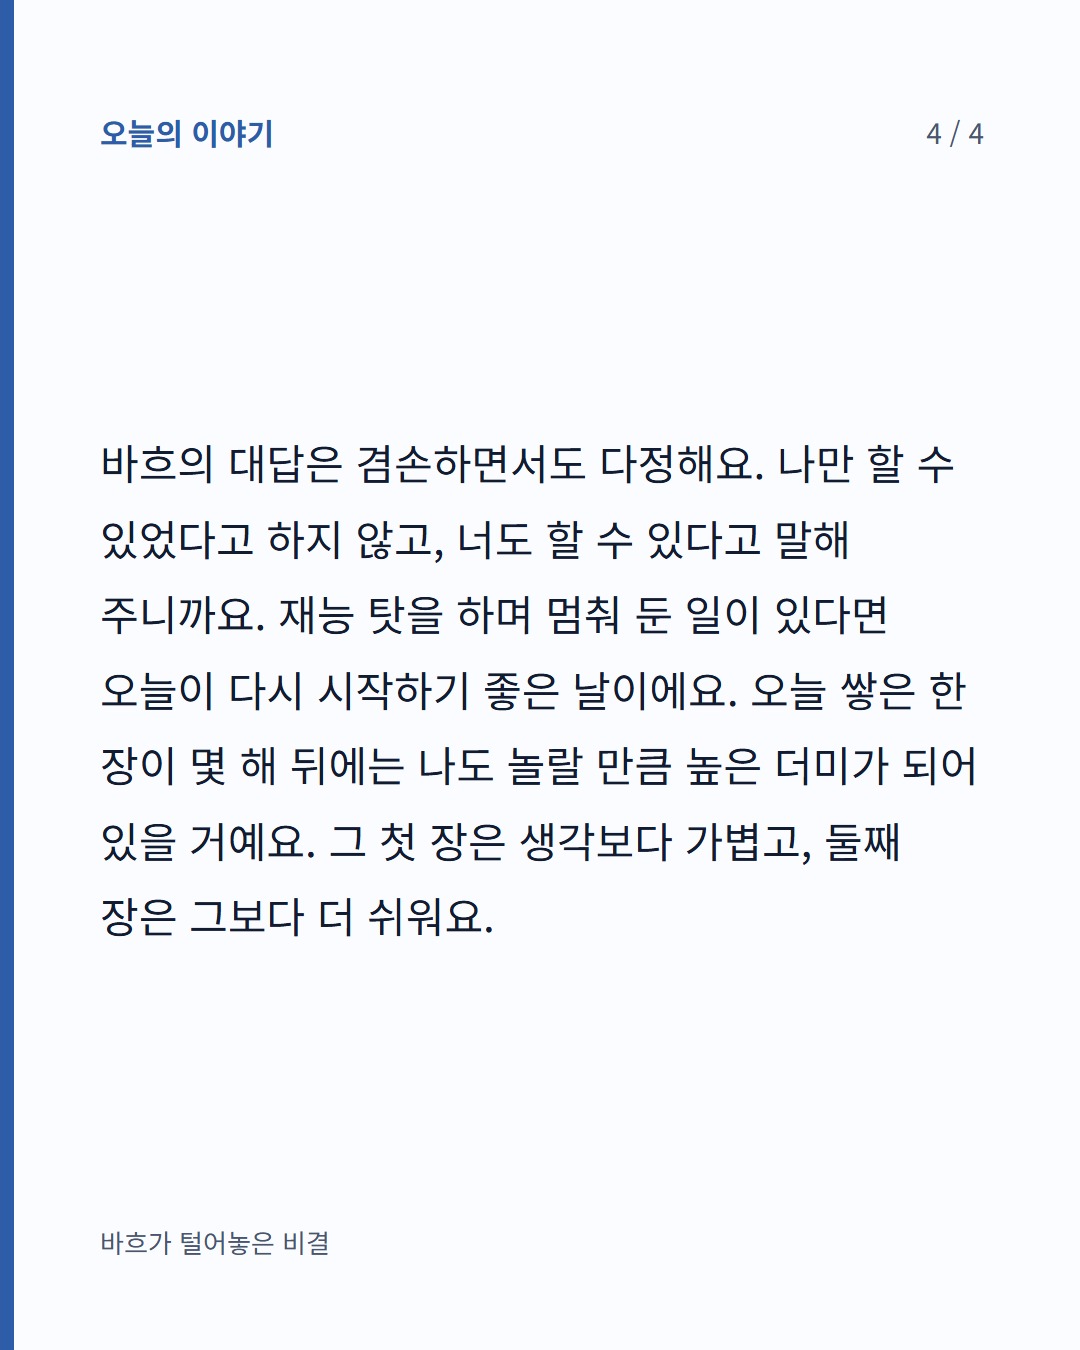 오늘의 이야기
4 / 4
바흐의 대답은 겸손하면서도 다정해요. 나만 할 수
있었다고 하지 않고, 너도 할 수 있다고 말해
주니까요. 재능 탓을 하며 멈춰 둔 일이 있다면
오늘이 다시 시작하기 좋은 날이에요. 오늘 쌓은 한
장이 몇 해 뒤에는 나도 놀랄 만큼 높은 더미가 되어
있을 거예요. 그 첫 장은 생각보다 가볍고, 둘째
장은 그보다 더 쉬워요.
바흐가 털어놓은 비결